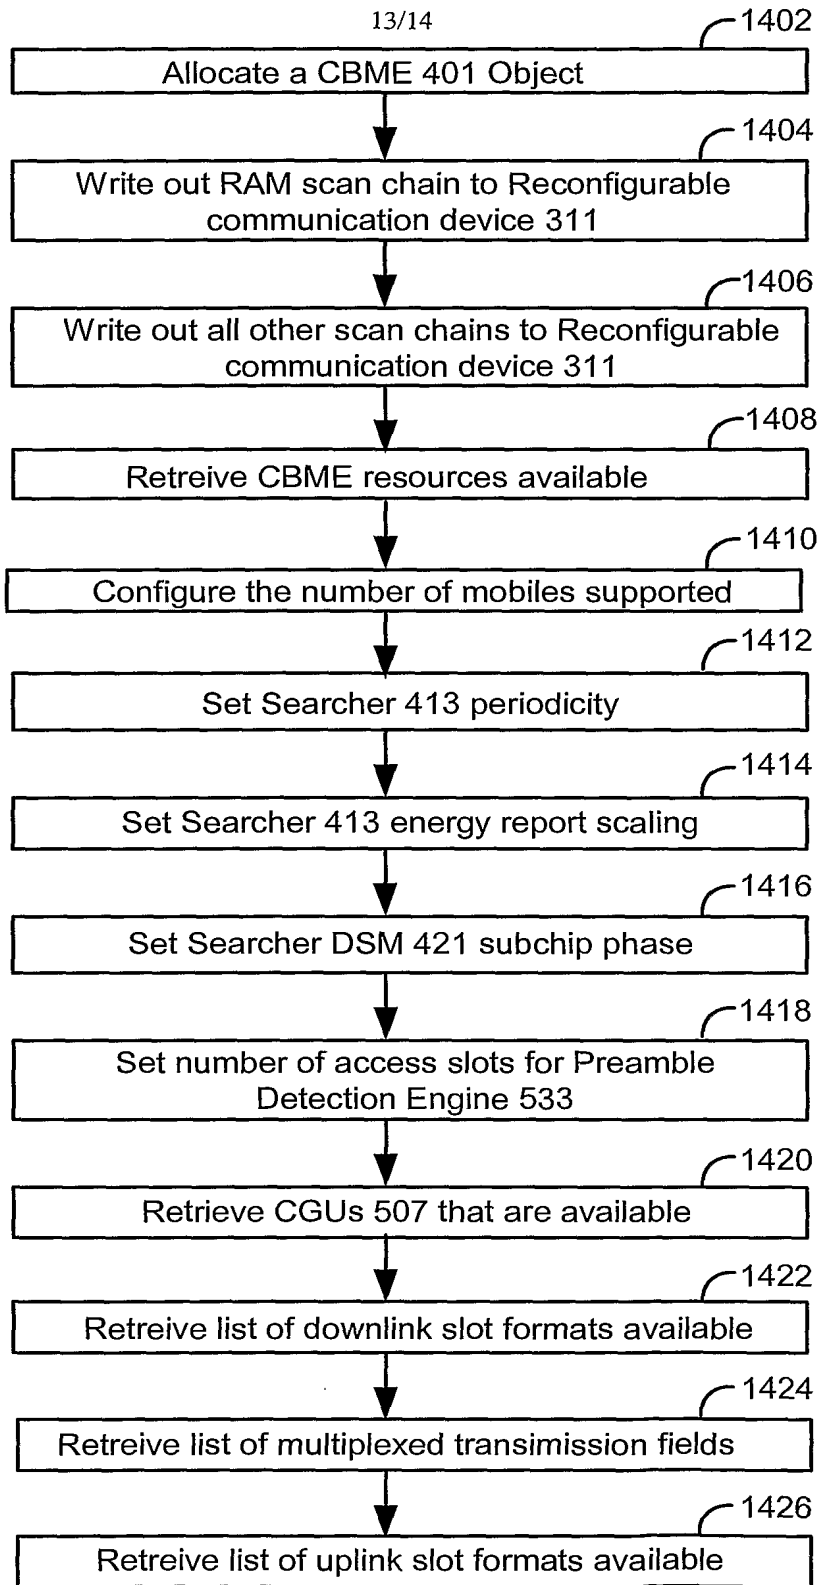 13/14
1402
Allocate a CBME 401 Object
1404
Write out RAM scan chain to Reconfigurable
communication device 311
1406
Write out all other scan chains to Reconfigurable
communication device 311
1408
Retreive CBME resources available
1410
Configure the number of mobiles supported
1412
Set Searcher 413 periodicity
1414
Set Searcher 413 energy report scaling
1416
Set Searcher DSM 421 subchip phase
1418
Set number of access slots for Preamble
Detection Engine 533
1420
Retrieve CGUs 507 that are available
1422
Retreive list of downlink slot formats available
1424
Retreive list of multiplexed transimission fields
1426
Retreive list of uplink slot formats available